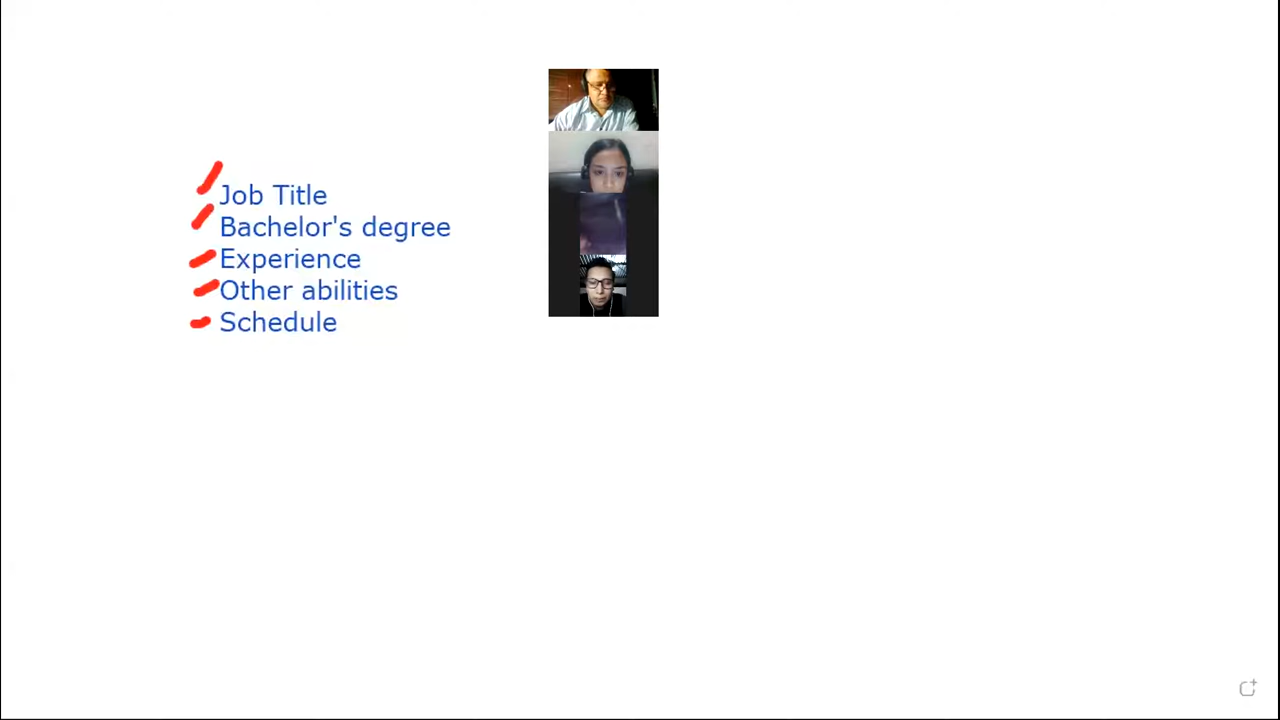 Job Title
Bachelor's degree
Experience
Other abilities
Schedule